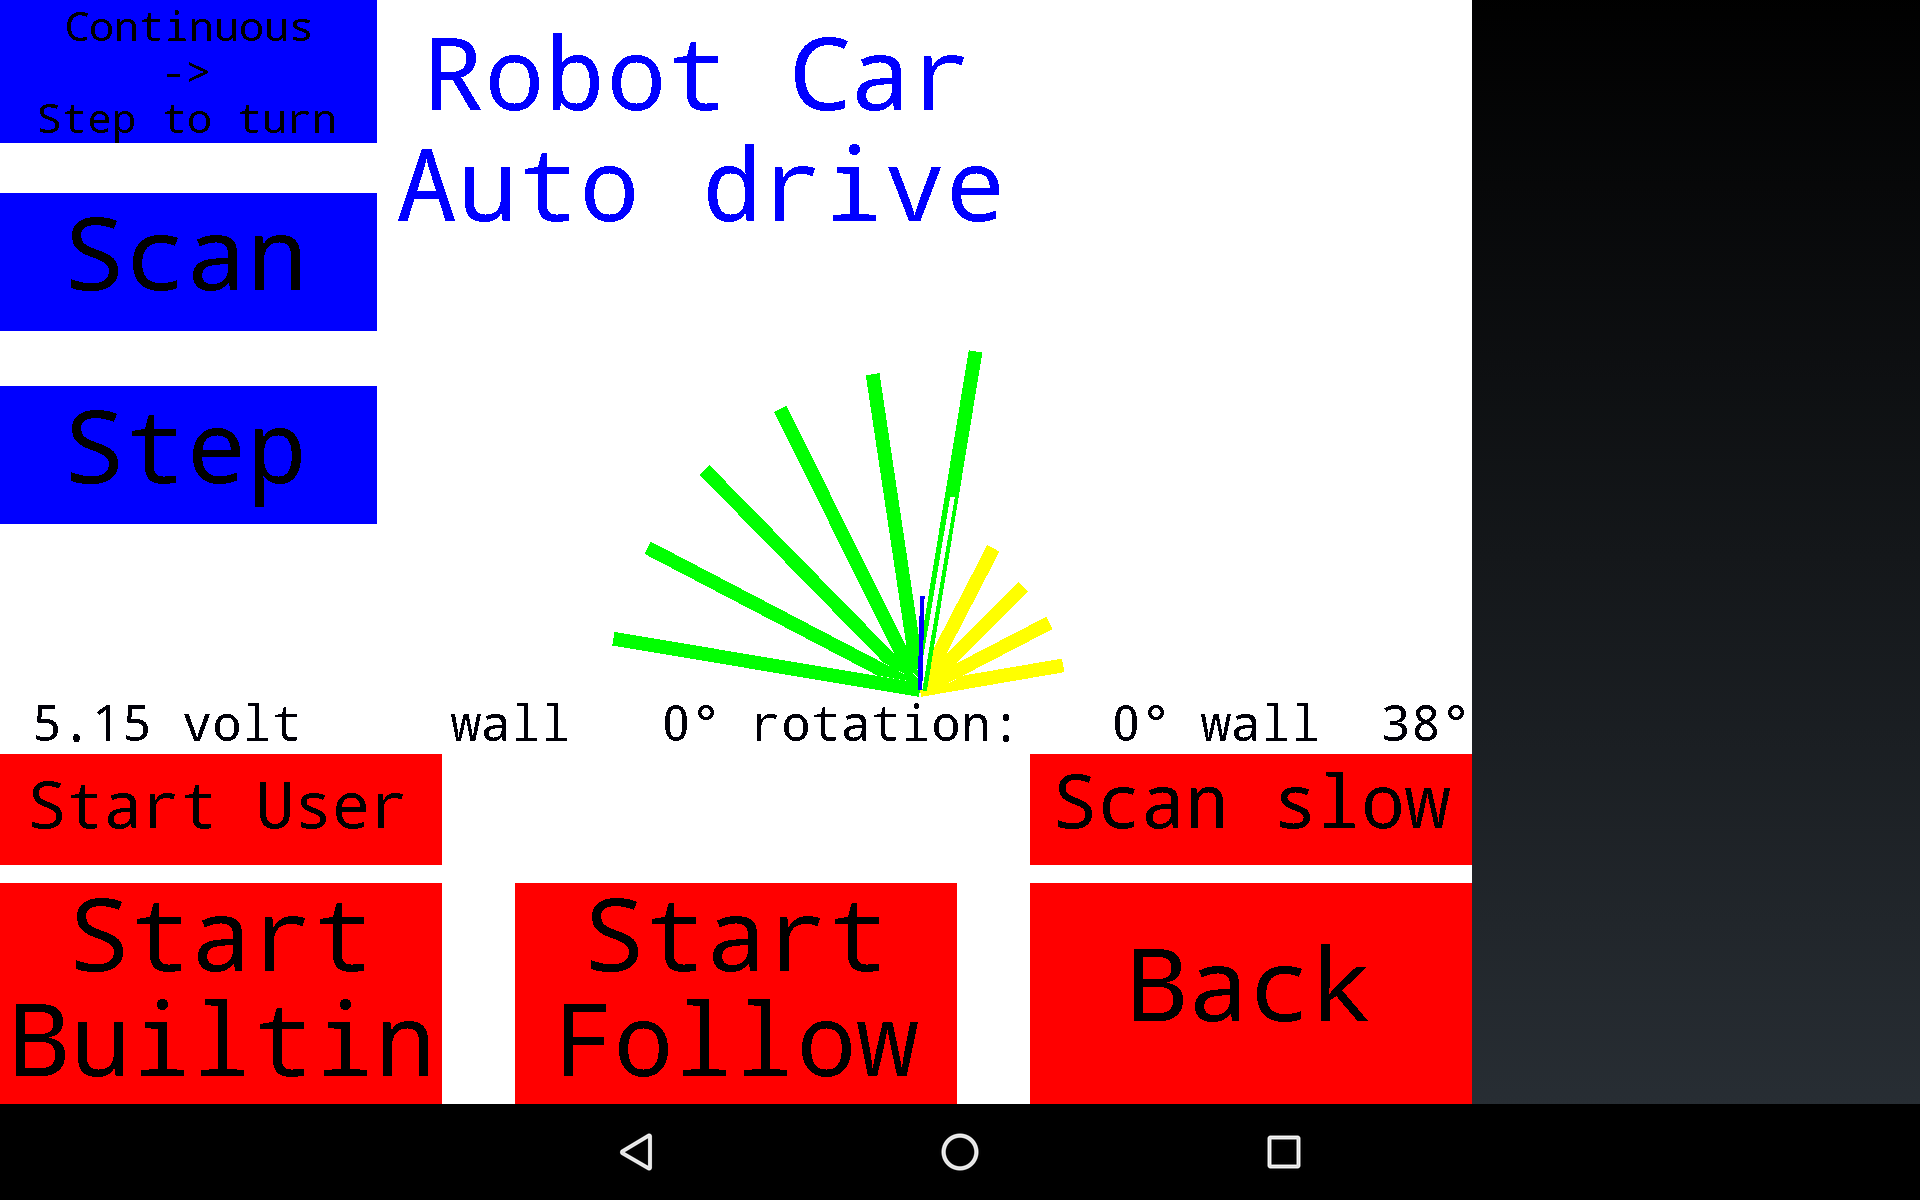 Continuous
->
Step to turn
Robot Car
Auto drive
Scan
Step
5.15 volt wall 0° rotation: 0° wall 38°
Start User
Scan slow
Start
Builtin
Start
Follow
Back